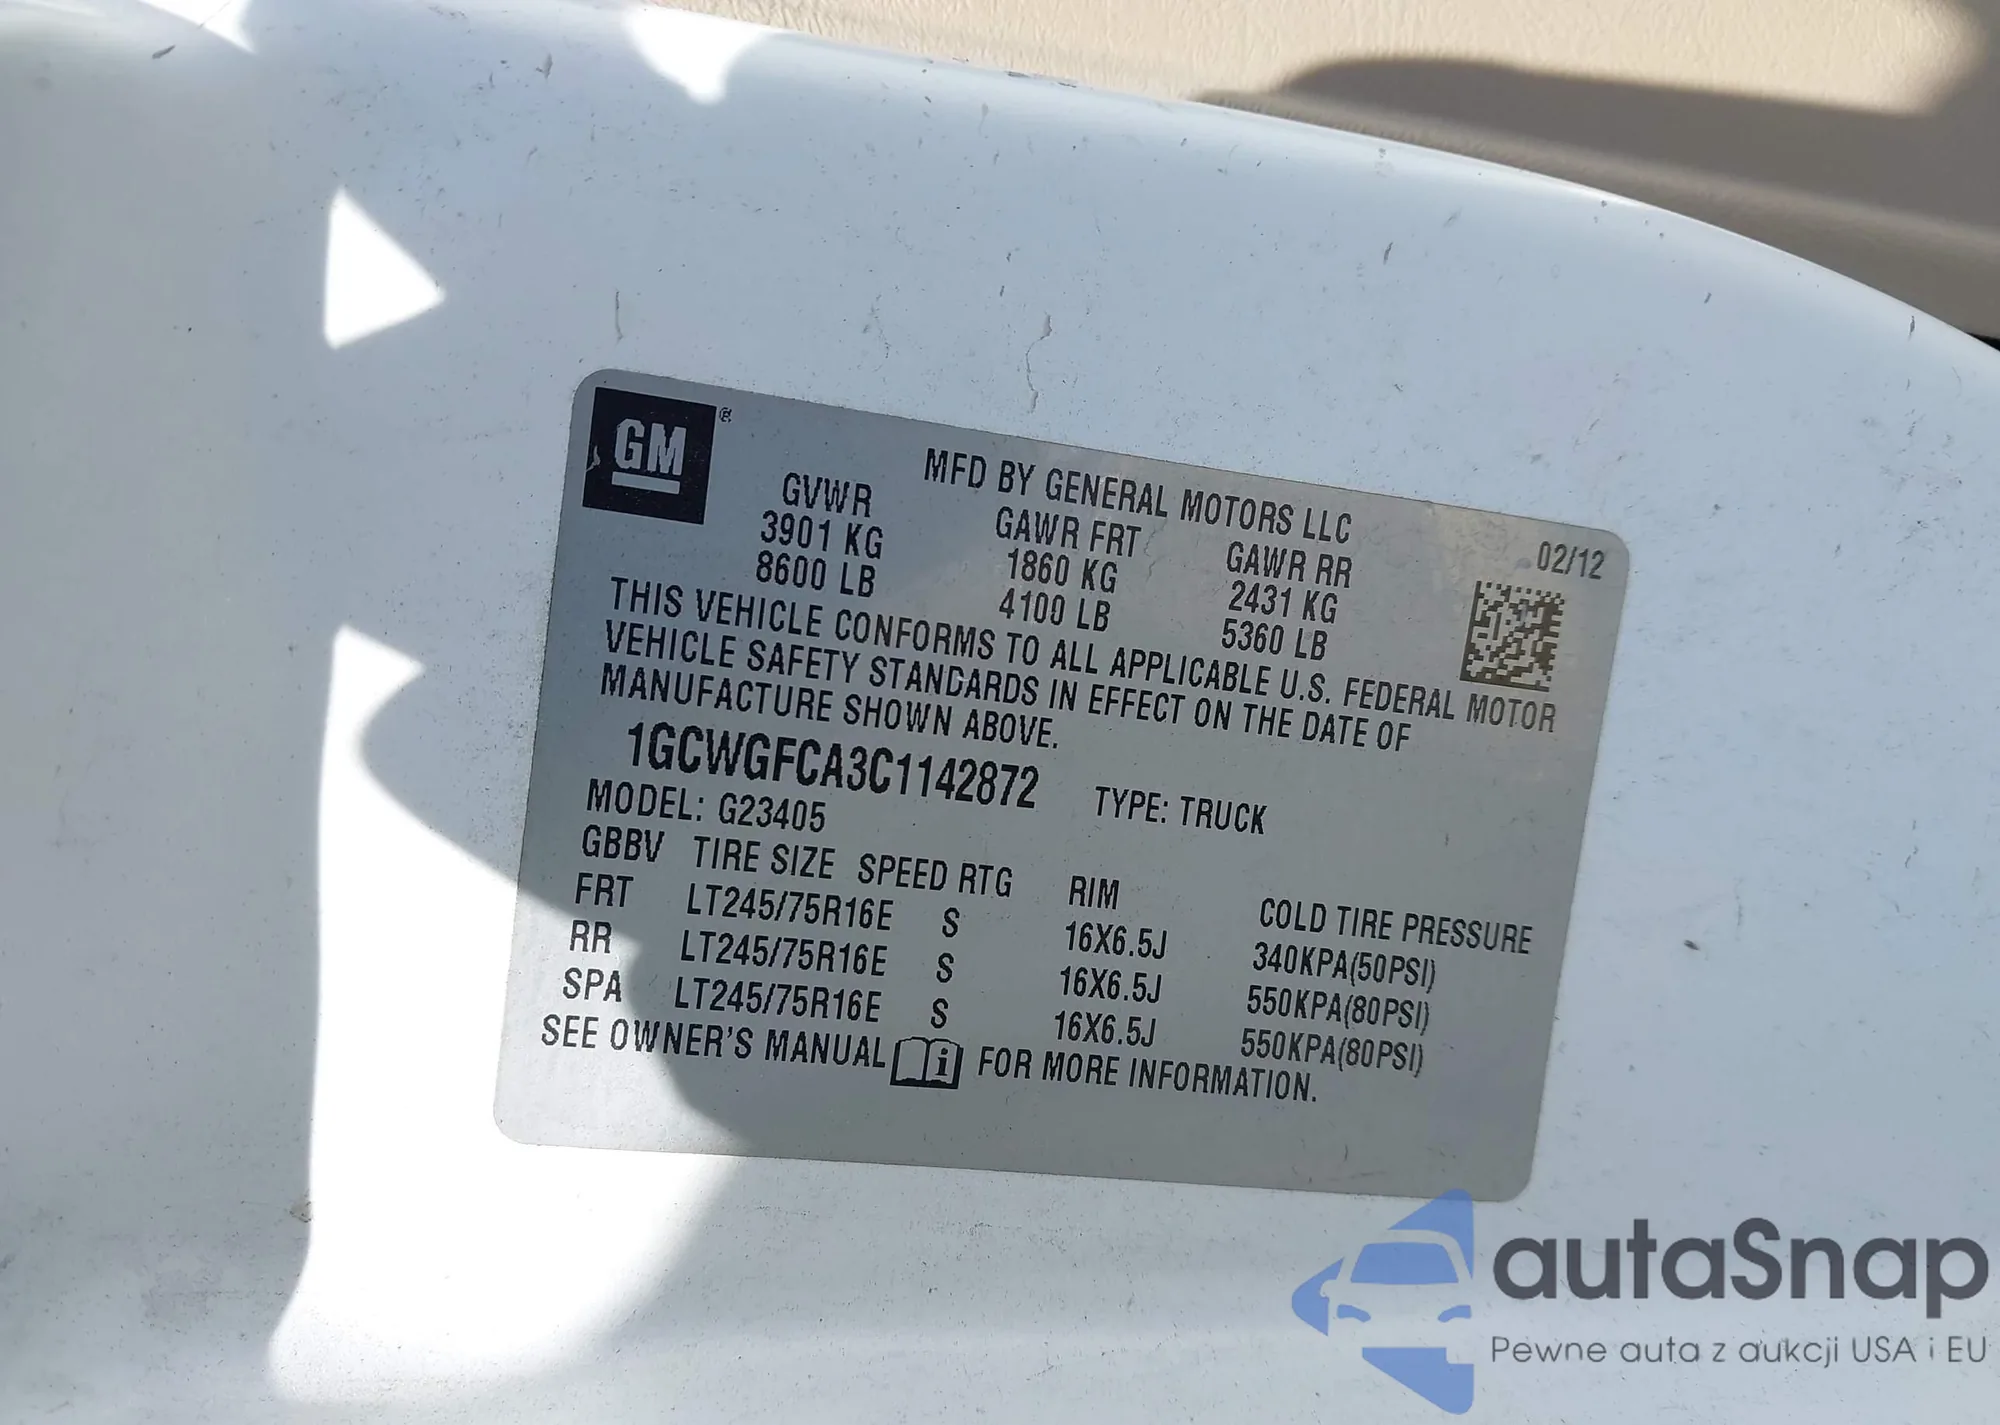 GM
MFD BY GENERAL MOTORS LLC
GVWR GAWR FRT GAWR RR 02/12
3901 KG 1860 KG 2431 KG
8600 LB 4100 LB 5360 LB
THIS VEHICLE CONFORMS TO ALL APPLICABLE U.S. FEDERAL MOTOR
VEHICLE SAFETY STANDARDS IN EFFECT ON THE DATE OF
MANUFACTURE SHOWN ABOVE.
1GCWGFCA3C1142872 TYPE: TRUCK
MODEL: G23405
GBBV TIRE SIZE SPEED RTG RIM COLD TIRE PRESSURE
FRT LT245/75R16E S 16X6.5J 340KPA(50PSI)
RR LT245/75R16E S 16X6.5J 550KPA(80PSI)
SPA LT245/75R16E S 16X6.5J 550KPA(80PSI)
SEE OWNER'S MANUAL FOR MORE INFORMATION.
autaSnap
Pewne auta z aukcji USA i EU